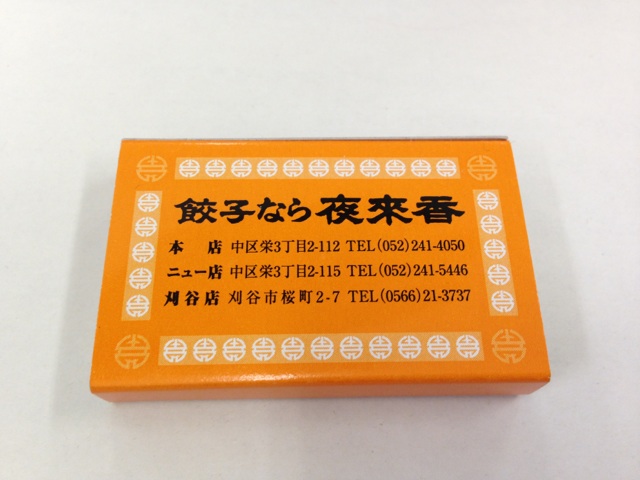 餃子なら夜來香
本　店 中区栄3丁目2-112 TEL(052)241-4050
ニュー店 中区栄3丁目2-115 TEL(052)241-5446
刈谷店 刈谷市桜町2-7 TEL(0566)21-3737